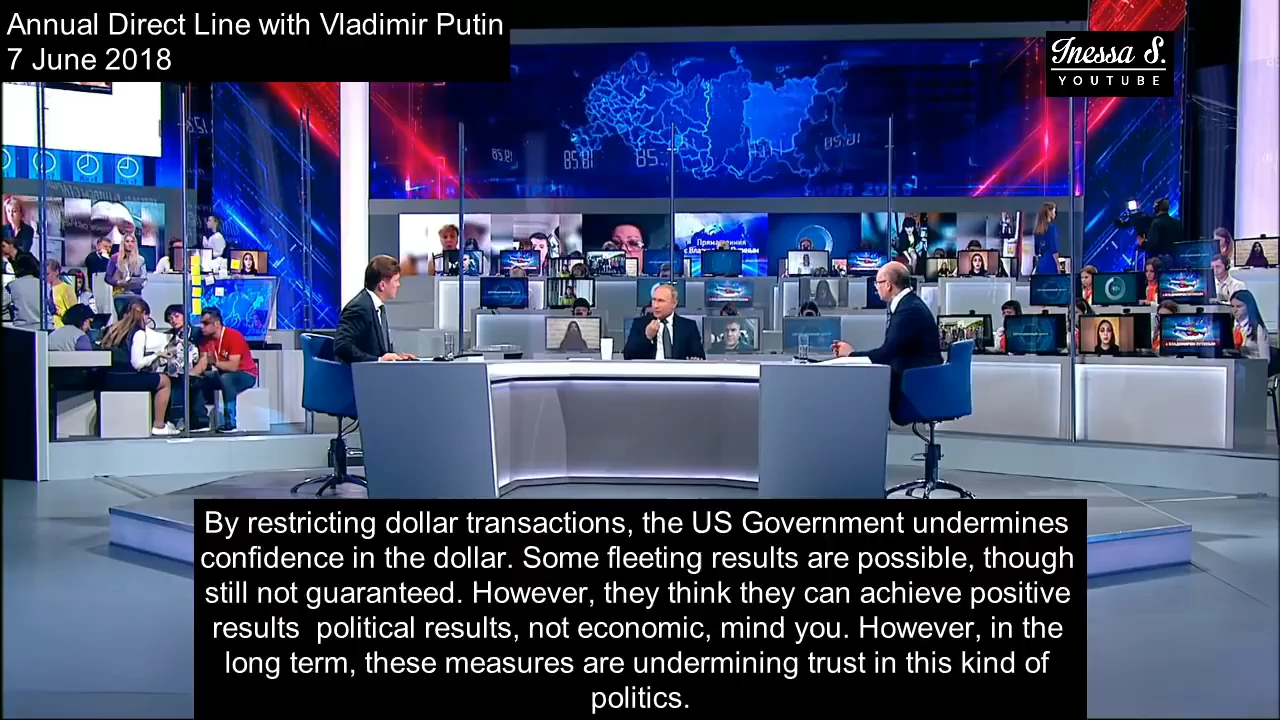 Annual Direct Line with Vladimir Putin
7 June 2018
Inessa S.
YOUTUBE
Прямая линия
By restricting dollar transactions, the US Government undermines
confidence in the dollar. Some fleeting results are possible, though
still not guaranteed. However, they think they can achieve positive
results  political results, not economic, mind you. However, in the
long term, these measures are undermining trust in this kind of
politics.